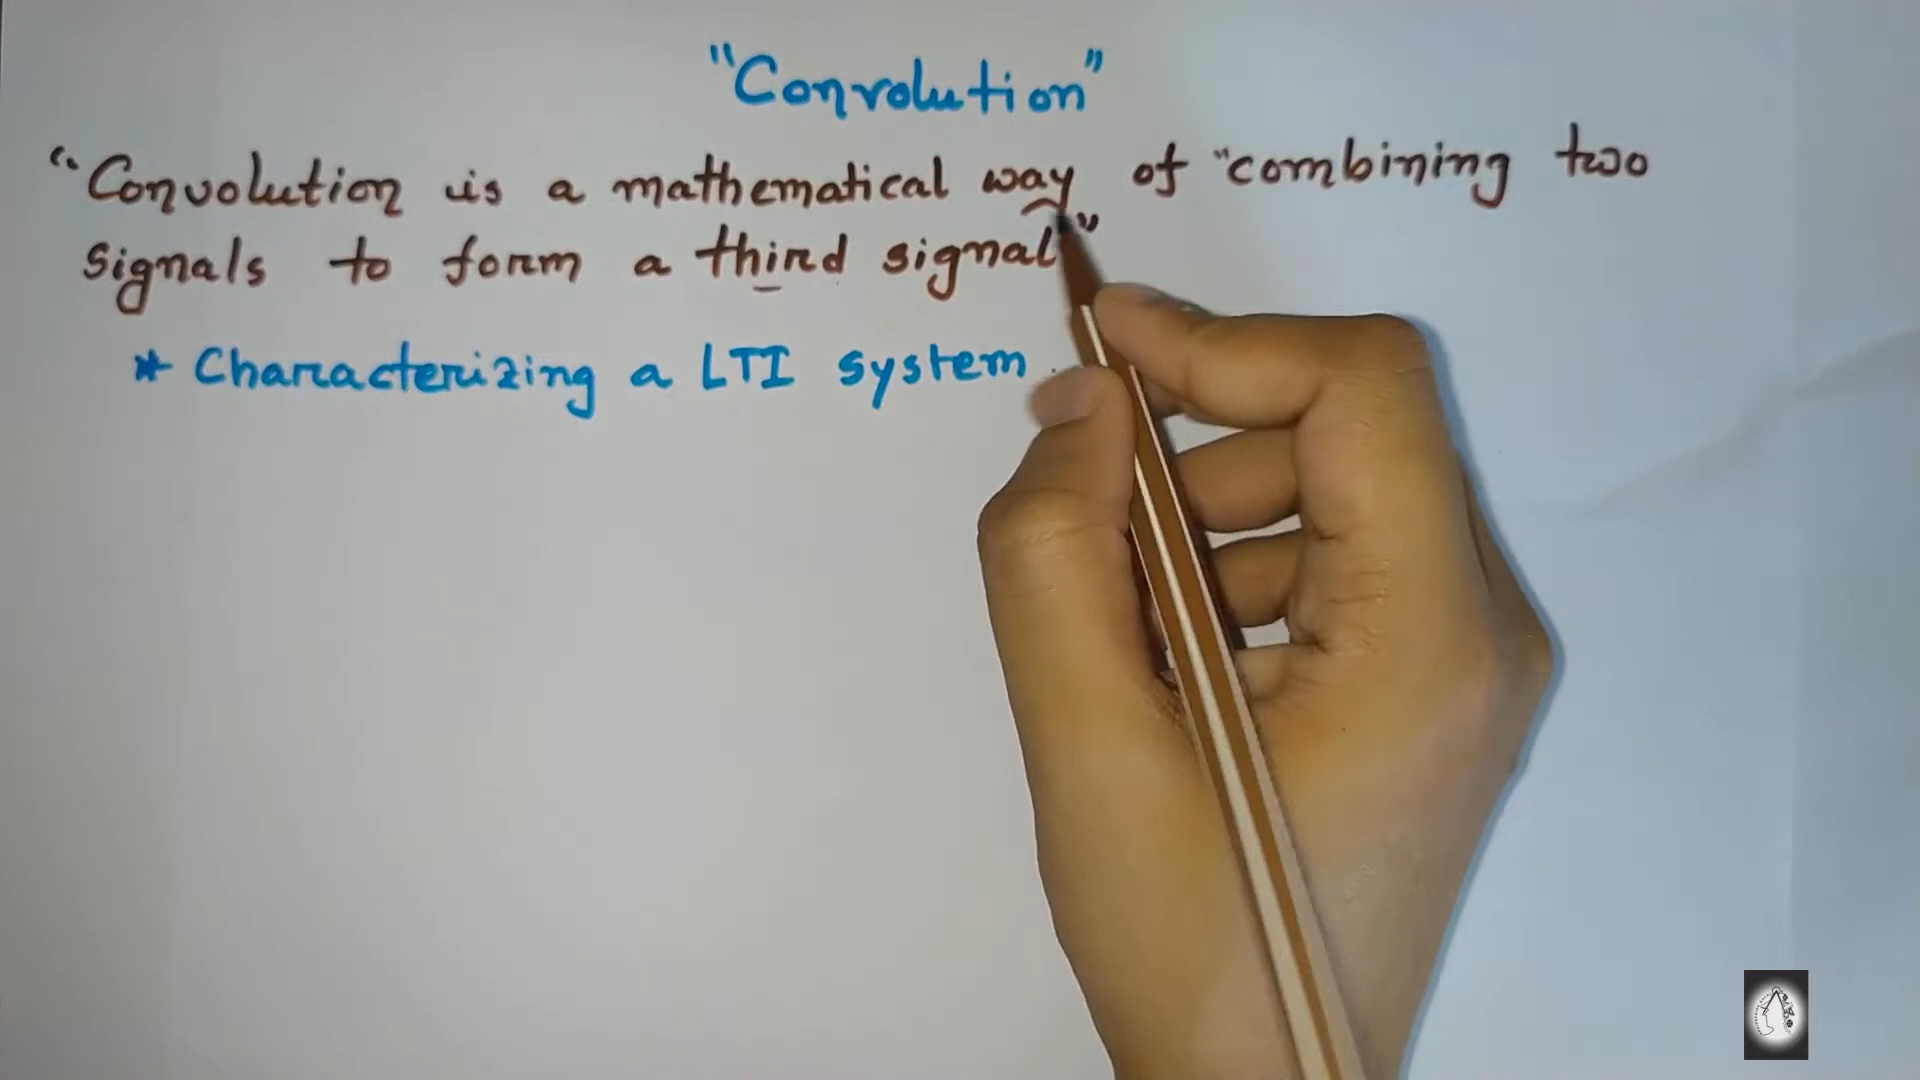 "Convolution"
"Convolution is a mathematical way of "combining two
signals to form a third signal"
* Characterizing a LTI system